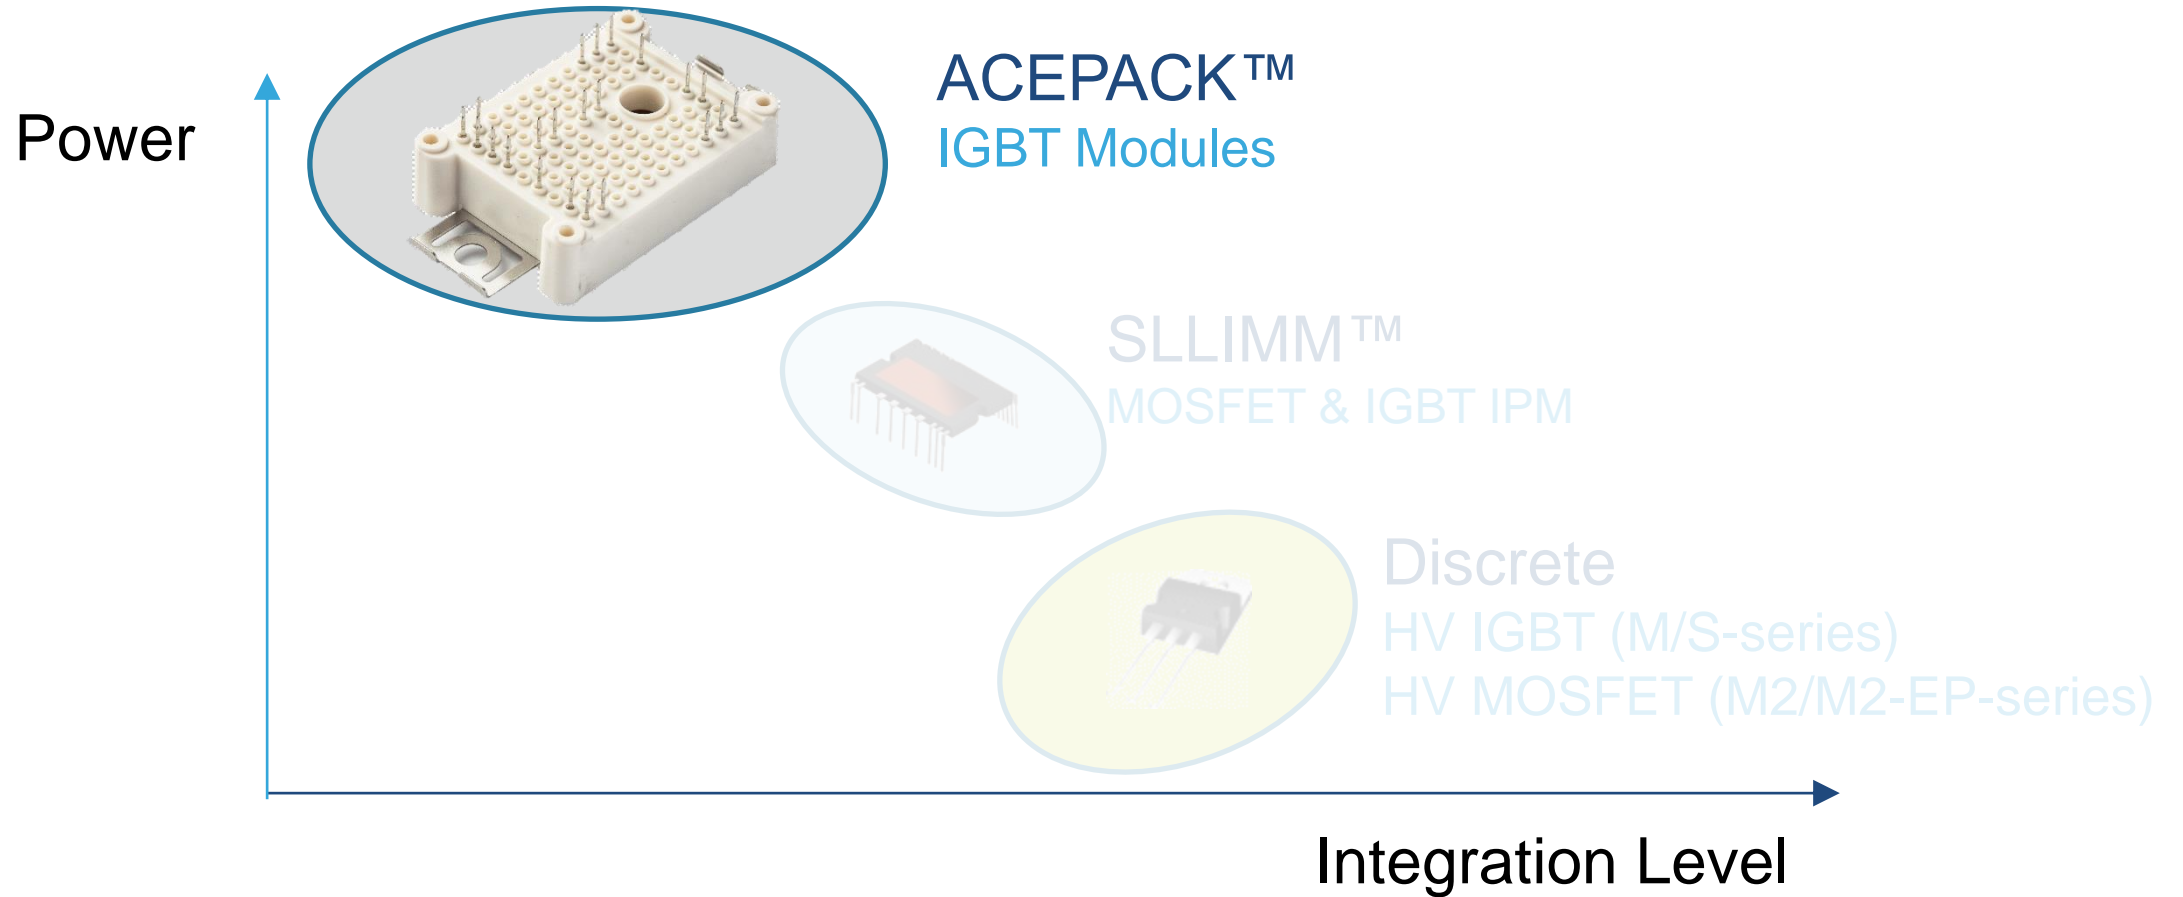 Power
ACEPACK™
IGBT Modules
SLLIMM™
MOSFET & IGBT IPM
Discrete
HV IGBT (M/S-series)
HV MOSFET (M2/M2-EP-series)
Integration Level